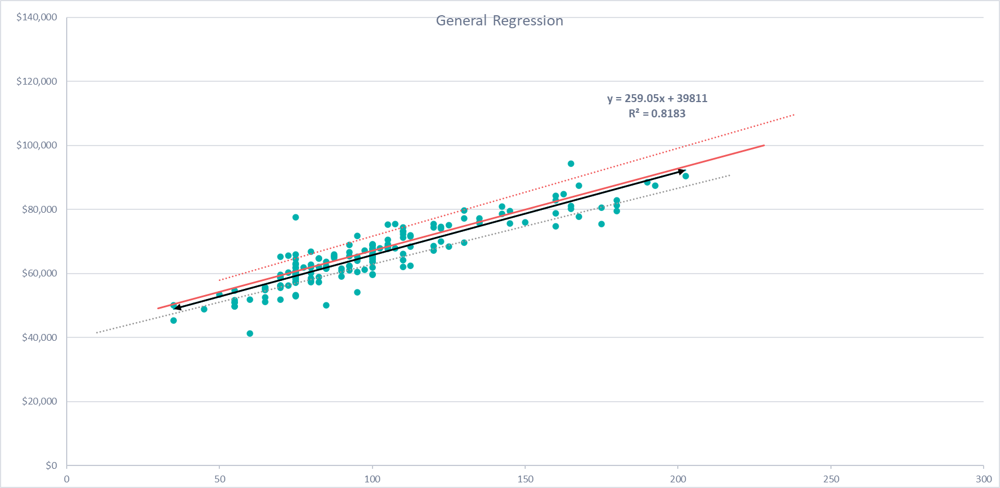 General Regression
$140,000
$120,000
y = 259.05x + 39811
R² = 0.8183
$100,000
$80,000
$60,000
$40,000
$20,000
$0
0 50 100 150 200 250 300